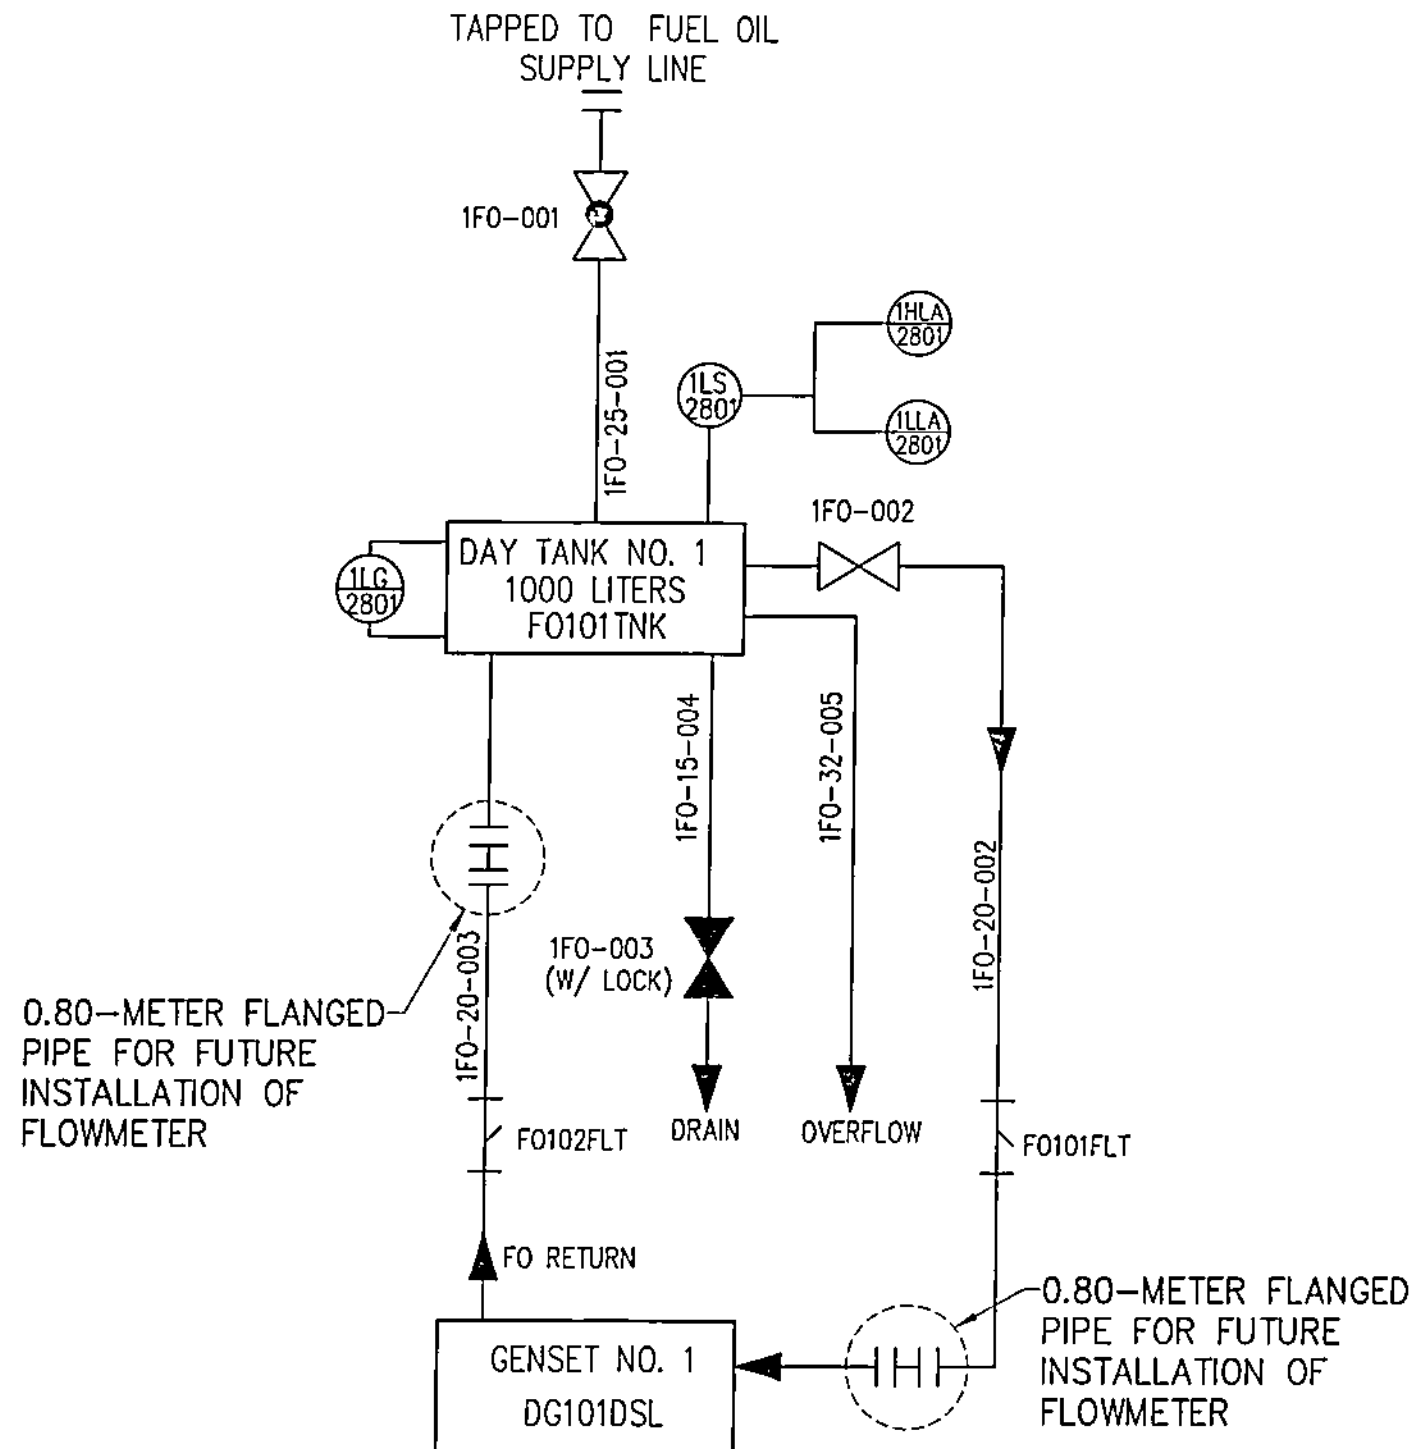 TAPPED TO FUEL OIL
SUPPLY LINE
1FO-001
1FO-25-001
1HLA
2801
1LS
2801
1LLA
2801
1FO-002
DAY TANK NO. 1
1000 LITERS
FO101TNK
1LG
2801
1FO-15-004
1FO-32-005
1FO-20-002
1FO-20-003
1FO-003
(W/ LOCK)
0.80-METER FLANGED
PIPE FOR FUTURE
INSTALLATION OF
FLOWMETER
FO102FLT
DRAIN
OVERFLOW
FO101FLT
FO RETURN
0.80-METER FLANGED
PIPE FOR FUTURE
INSTALLATION OF
FLOWMETER
GENSET NO. 1
DG101DSL